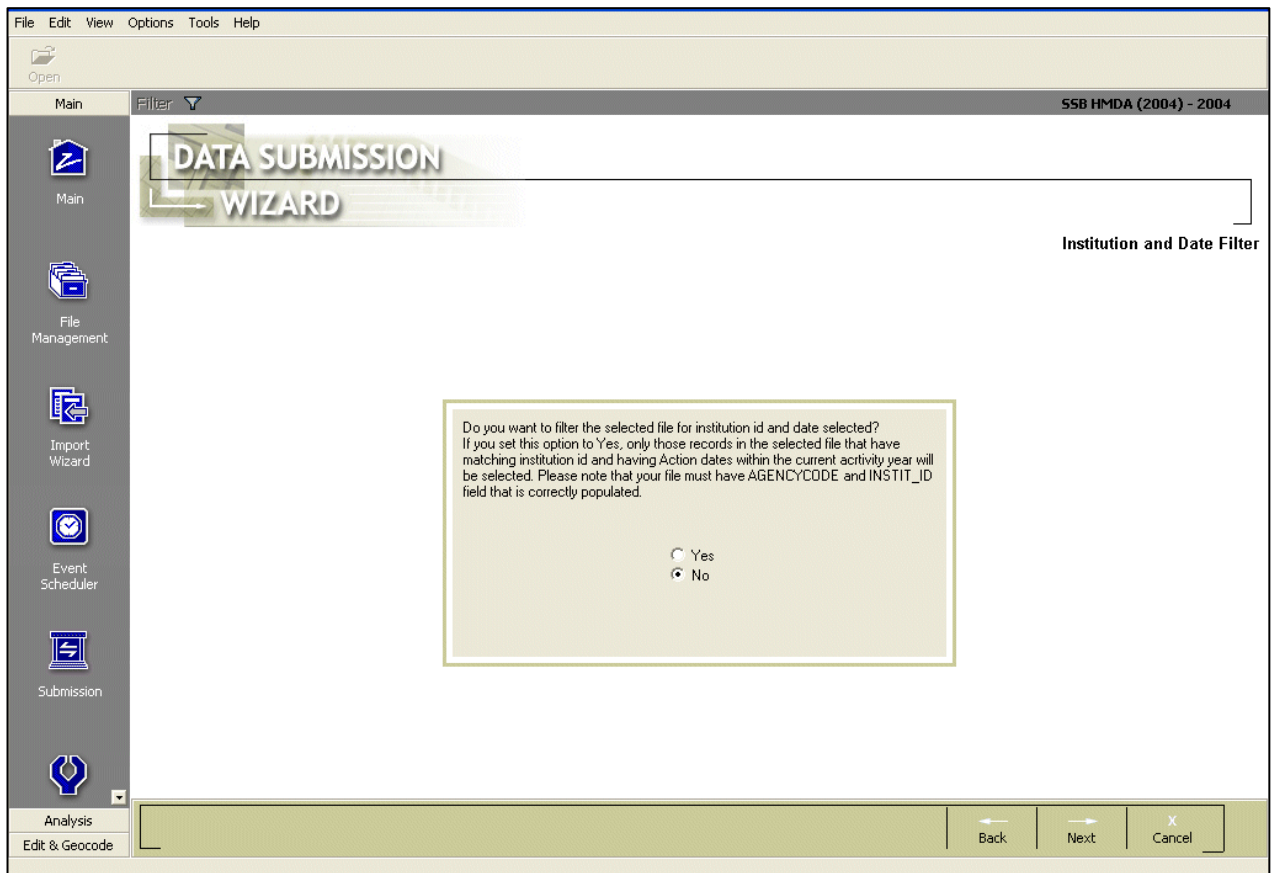 File Edit View Options Tools Help
Open
Main
Filter
SSB HMDA (2004) - 2004
DATA SUBMISSION
WIZARD
Institution and Date Filter
Main
File
Management
Import
Wizard
Event
Scheduler
Submission
Do you want to filter the selected file for institution id and date selected?
If you set this option to Yes, only those records in the selected file that have
matching institution id and having Action dates within the current acrtivity year will
be selected. Please note that your file must have AGENCYCODE and INSTIT_ID
field that is correctly populated.
Yes
No
Analysis
Edit & Geocode
Back
Next
X
Cancel